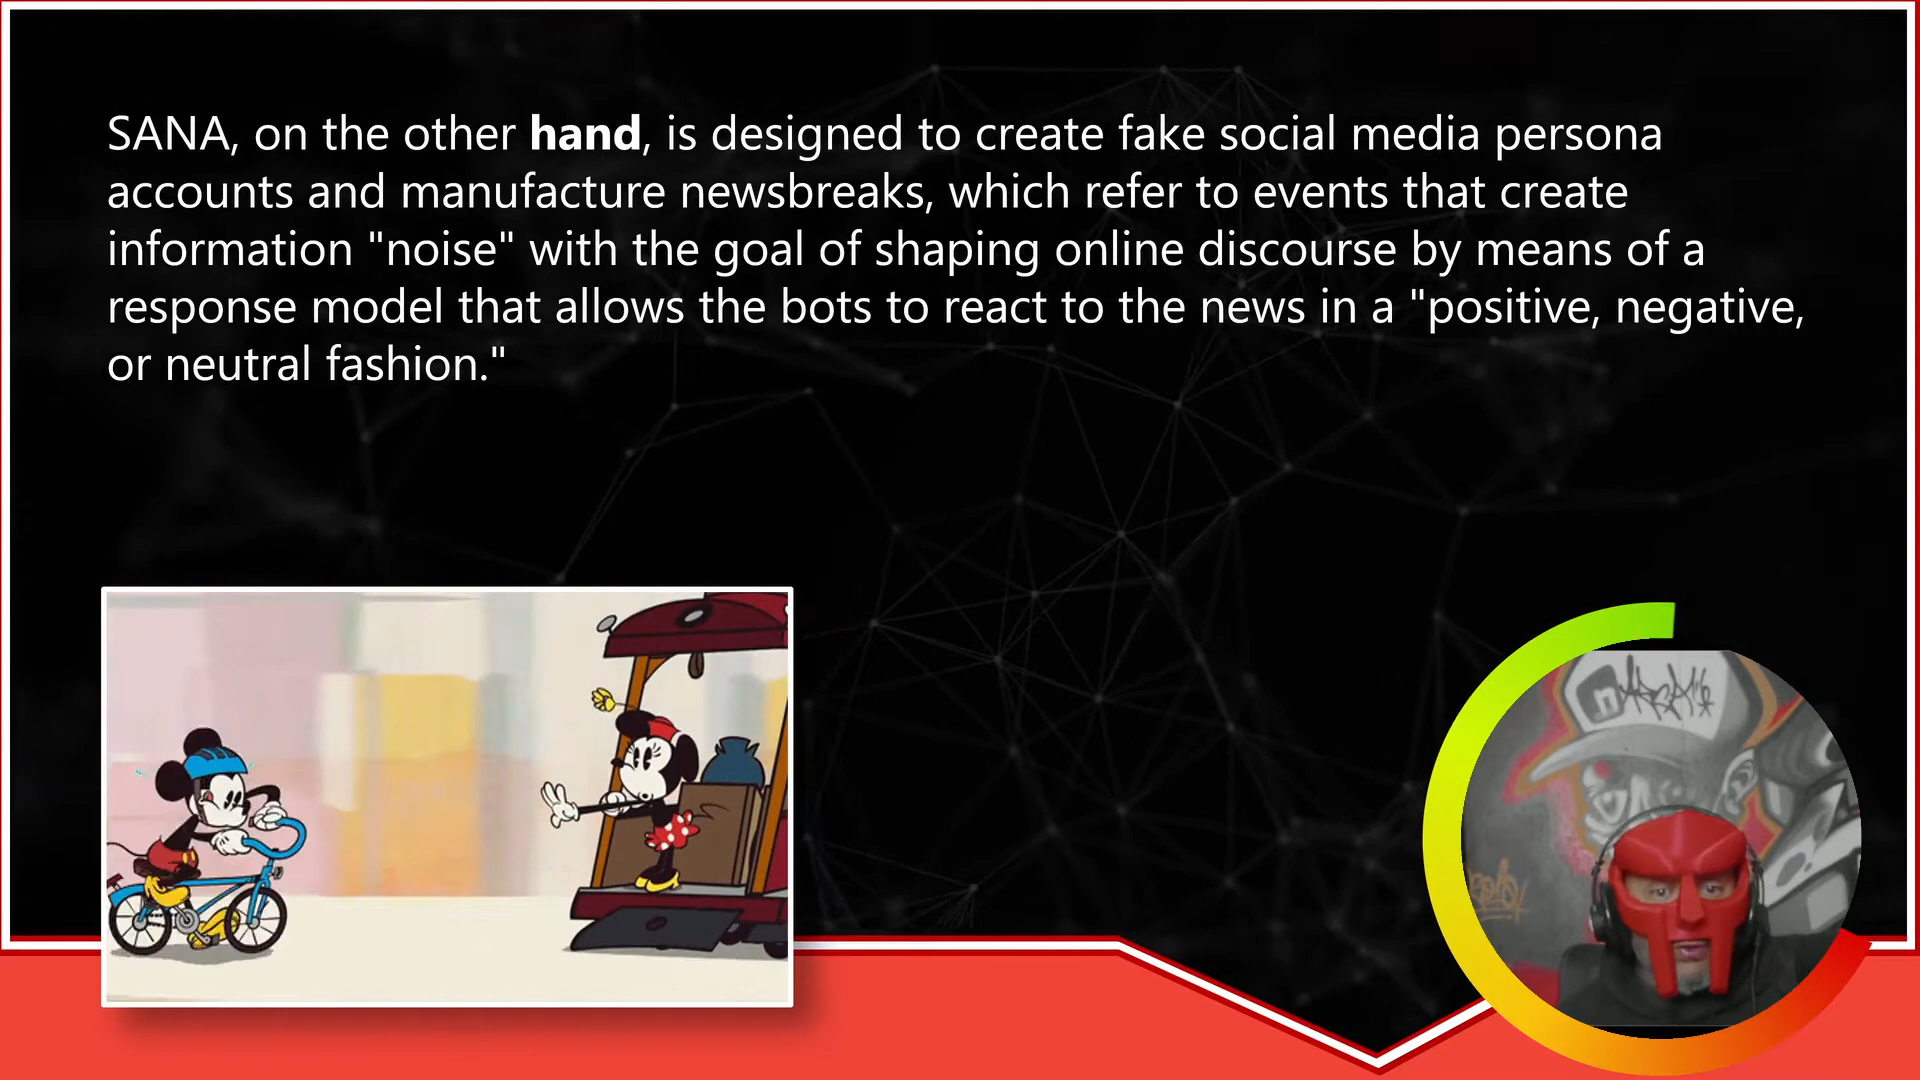 SANA, on the other hand, is designed to create fake social media persona
accounts and manufacture newsbreaks, which refer to events that create
information "noise" with the goal of shaping online discourse by means of a
response model that allows the bots to react to the news in a "positive, negative,
or neutral fashion."